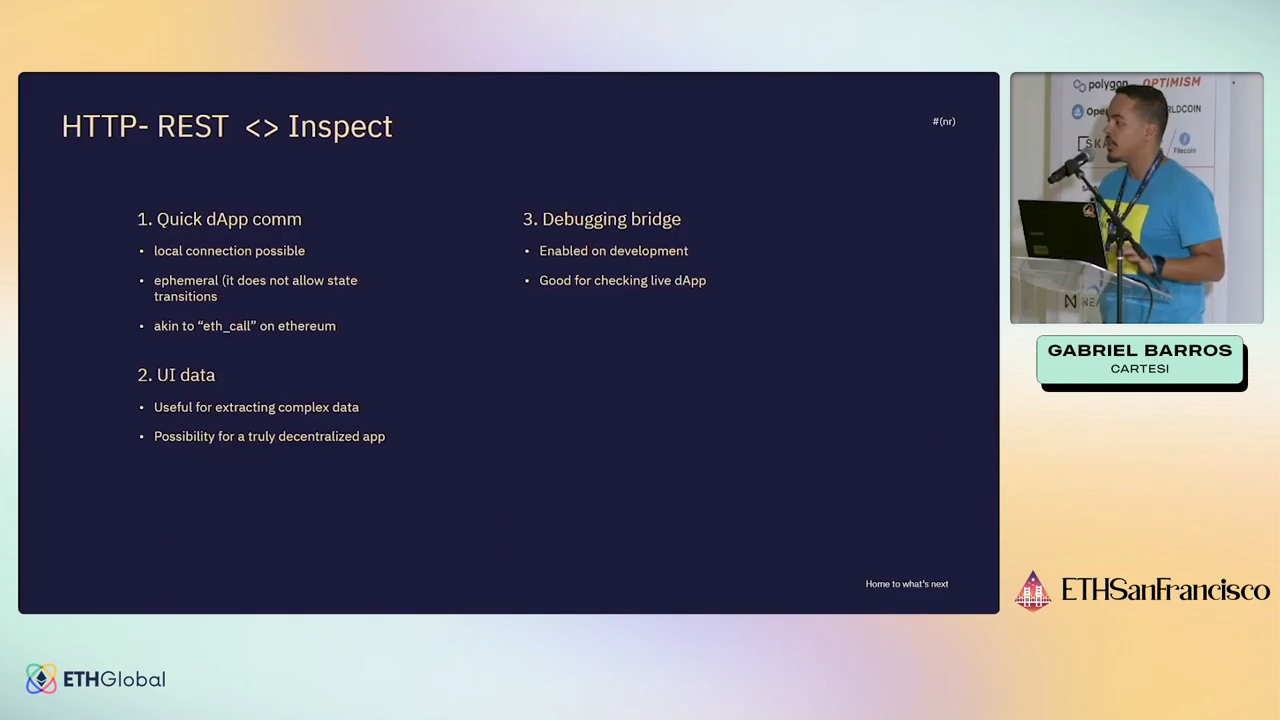 HTTP- REST <> Inspect
#(nr)
1. Quick dApp comm
• local connection possible
• ephemeral (it does not allow state
transitions
• akin to “eth_call” on ethereum
2. UI data
• Useful for extracting complex data
• Possibility for a truly decentralized app
3. Debugging bridge
• Enabled on development
• Good for checking live dApp
Home to what's next
polygon
OPTIMISM
Filecoin
GABRIEL BARROS
CARTESI
ETHSanFrancisco
ETHGlobal